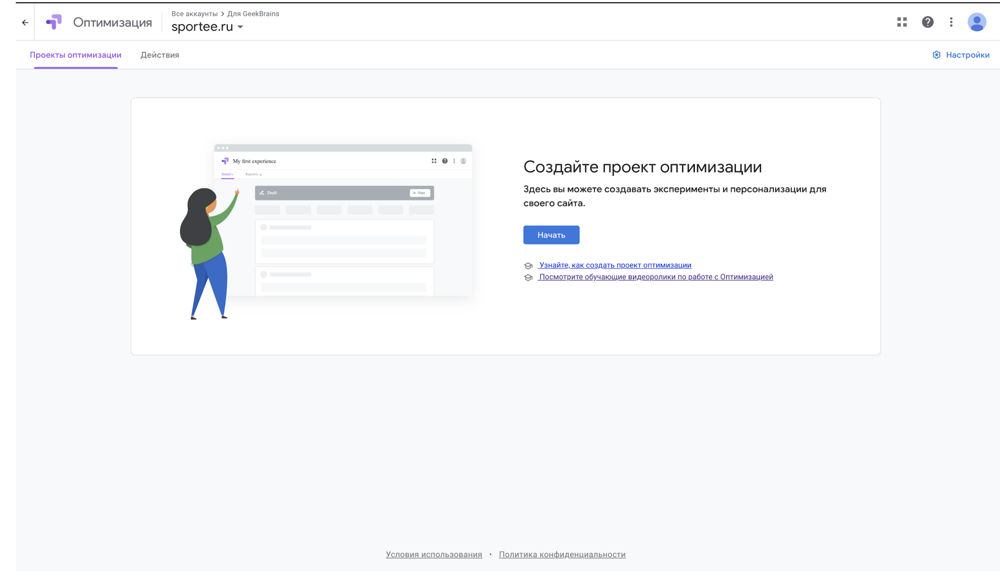 Все аккаунты > Для GeekBrains
Оптимизация
sportee.ru
Проекты оптимизации
Действия
Настройки
My first experience
Detail s
Reportin g
Draft
Start
Создайте проект оптимизации
Здесь вы можете создавать эксперименты и персонализации для
своего сайта.
Начать
Узнайте, как создать проект оптимизации
Посмотрите обучающие видеоролики по работе с Оптимизацией
Условия использования • Политика конфиденциальности